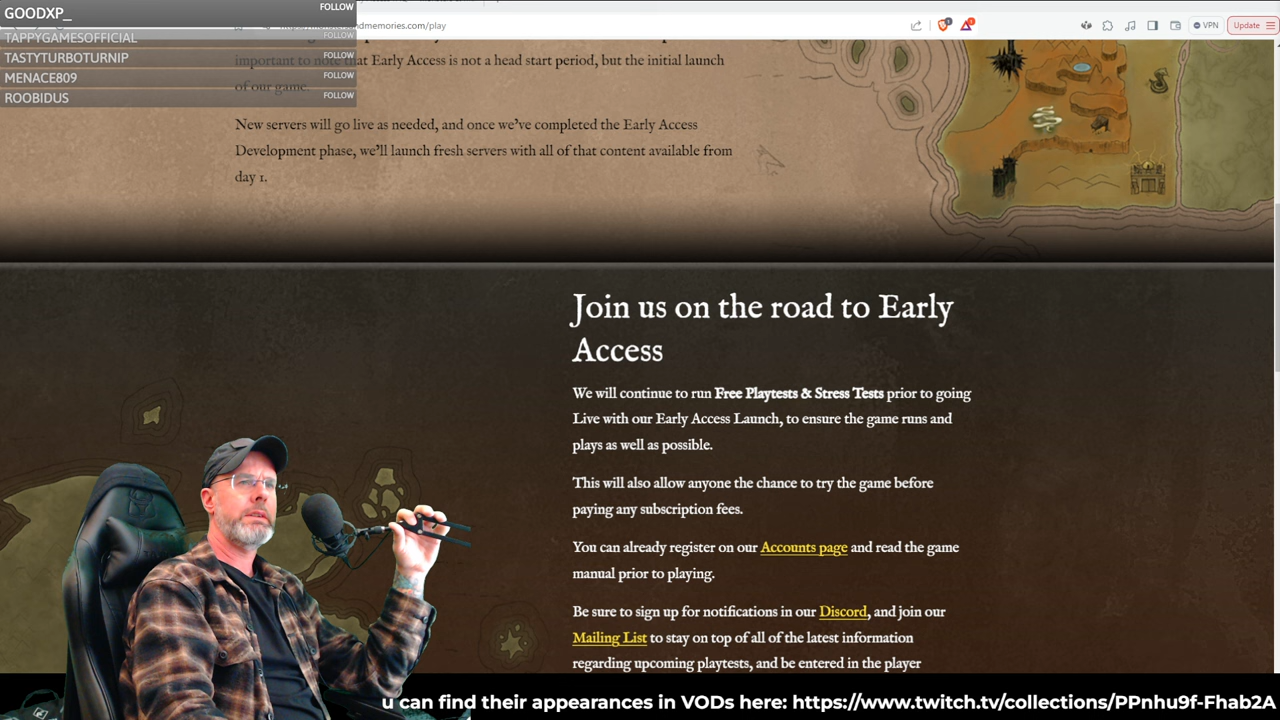 GOODXP_
FOLLOW
TAPPYGAMESOFFICIAL
FOLLOW
TASTYTURBOTURNIP
FOLLOW
MENACE809
FOLLOW
ROOBIDUS
FOLLOW
andmemories.com/play
VPN
Update
important to note that Early Access is not a head start period, but the initial launch
of our game.
New servers will go live as needed, and once we've completed the Early Access
Development phase, we'll launch fresh servers with all of that content available from
day 1.
Join us on the road to Early
Access
We will continue to run Free Playtests & Stress Tests prior to going
Live with our Early Access Launch, to ensure the game runs and
plays as well as possible.
This will also allow anyone the chance to try the game before
paying any subscription fees.
You can already register on our Accounts page and read the game
manual prior to playing.
Be sure to sign up for notifications in our Discord, and join our
Mailing List to stay on top of all of the latest information
regarding upcoming playtests, and be entered in the player
u can find their appearances in VODs here: https://www.twitch.tv/collections/PPnhu9f-Fhab2A